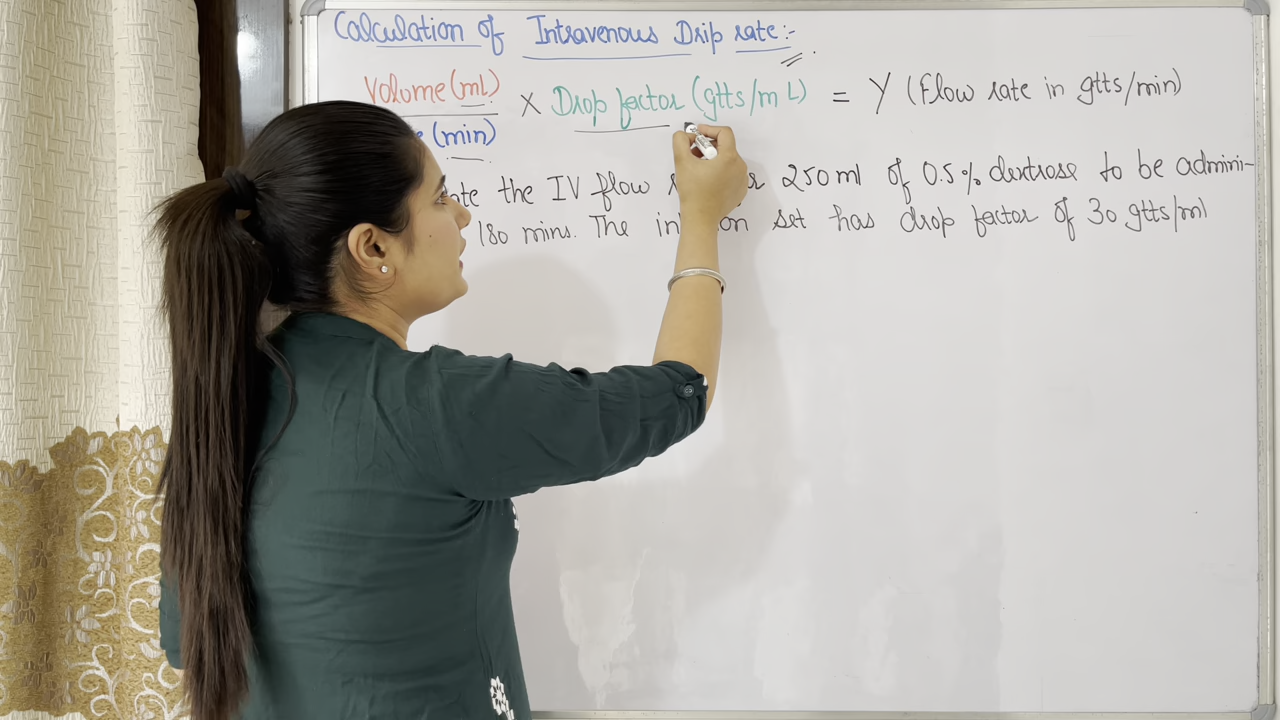 Calculation of Intravenous Drip rate:-
Volume (ml)
X Drop factor (gtts/mL) = Y (Flow rate in gtts/min)
(min)
the IV flow 250 ml of 0.5% dextrose to be admini-
180 mins. The set has drop factor of 30 gtts/ml